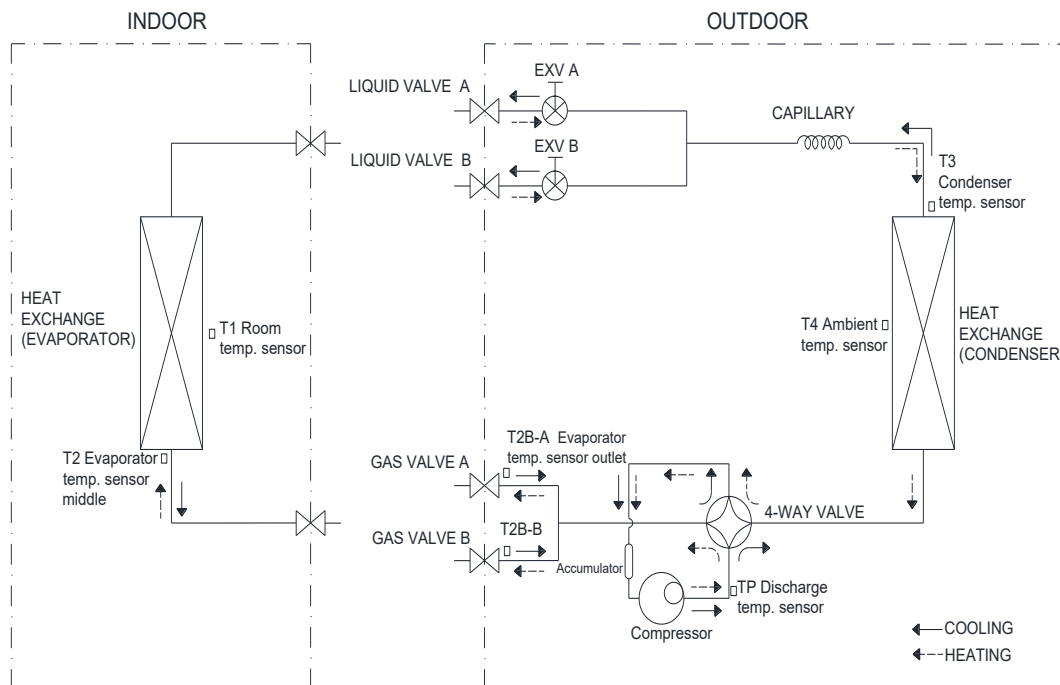 INDOOR
OUTDOOR
LIQUID VALVE A
EXV A
CAPILLARY
LIQUID VALVE B
EXV B
T3
Condenser
temp. sensor
HEAT
EXCHANGE
(EVAPORATOR)
T1 Room
temp. sensor
T4 Ambient
temp. sensor
HEAT
EXCHANGE
(CONDENSER
T2 Evaporator
temp. sensor
middle
GAS VALVE A
T2B-A Evaporator
temp. sensor outlet
4-WAY VALVE
GAS VALVE B
T2B-B
Accumulator
TP Discharge
temp. sensor
Compressor
COOLING
HEATING